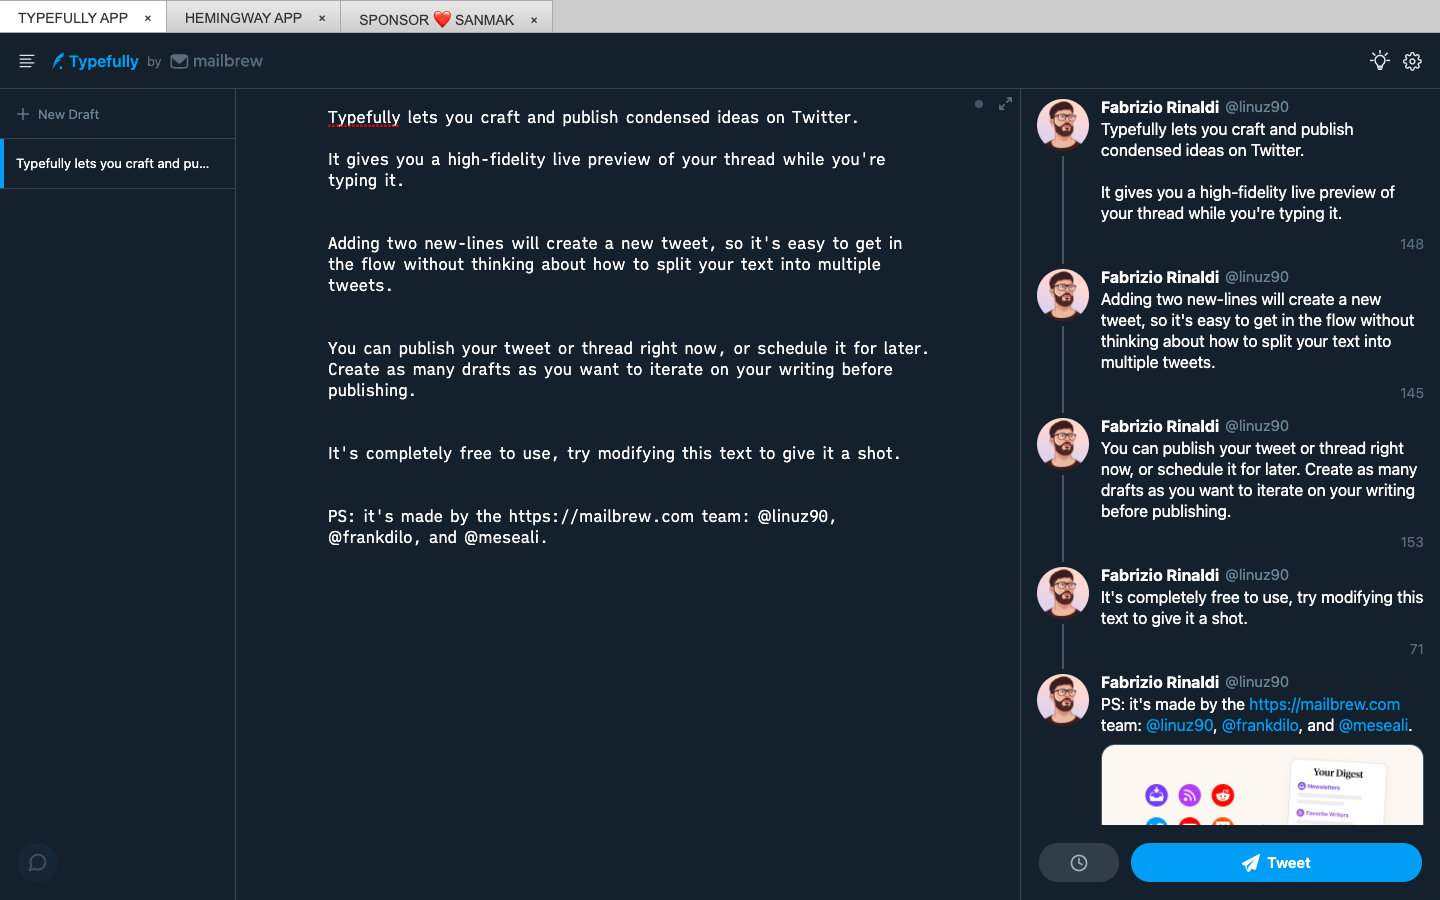 TYPEFULLY APP ×
HEMINGWAY APP ×
SPONSOR ❤️ SANMAK ×
Typefully by mailbrew
+ New Draft
Typefully lets you craft and pu...
Typefully lets you craft and publish condensed ideas on Twitter.
It gives you a high-fidelity live preview of your thread while you're
typing it.
Adding two new-lines will create a new tweet, so it's easy to get in
the flow without thinking about how to split your text into multiple
tweets.
You can publish your tweet or thread right now, or schedule it for later.
Create as many drafts as you want to iterate on your writing before
publishing.
It's completely free to use, try modifying this text to give it a shot.
PS: it's made by the https://mailbrew.com team: @linuz90,
@frankdilo, and @meseali.
Fabrizio Rinaldi @linuz90
Typefully lets you craft and publish
condensed ideas on Twitter.
It gives you a high-fidelity live preview of
your thread while you're typing it.
148
Fabrizio Rinaldi @linuz90
Adding two new-lines will create a new
tweet, so it's easy to get in the flow without
thinking about how to split your text into
multiple tweets.
145
Fabrizio Rinaldi @linuz90
You can publish your tweet or thread right
now, or schedule it for later. Create as many
drafts as you want to iterate on your writing
before publishing.
153
Fabrizio Rinaldi @linuz90
It's completely free to use, try modifying this
text to give it a shot.
71
Fabrizio Rinaldi @linuz90
PS: it's made by the https://mailbrew.com
team: @linuz90, @frankdilo, and @meseali.
Your Digest
Newsletters
Favorite Writers
Tweet